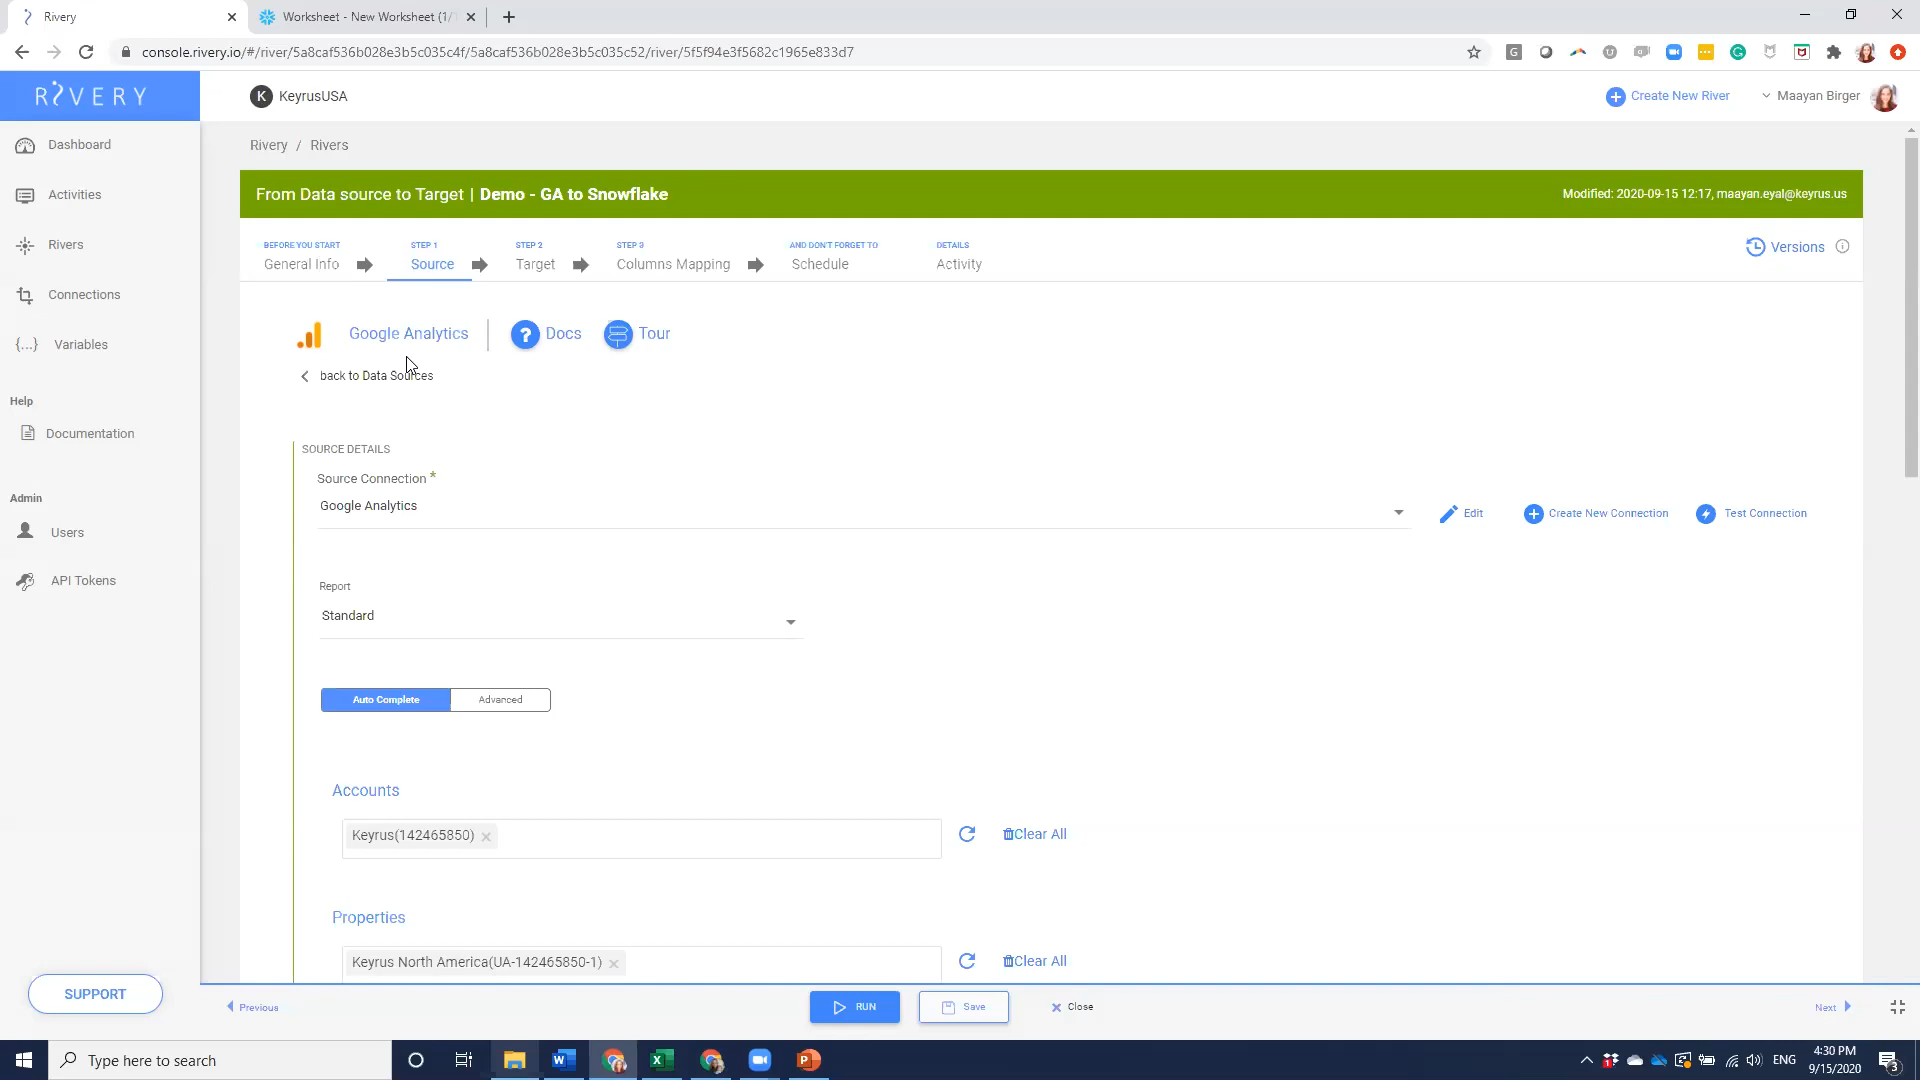 Rivery
Worksheet - New Worksheet (1/
console.rivery.io/#/river/5a8caf536b028e3b5c035c4f/5a8caf536b028e3b5c035c52/river/5f5f94e3f5682c1965e833d7
RIVERY
K KeyrusUSA
Create New River
Maayan Birger
Dashboard
Activities
Rivers
Connections
{...} Variables
Help
Documentation
Admin
Users
API Tokens
SUPPORT
Rivery / Rivers
From Data source to Target | Demo - GA to Snowflake
Modified: 2020-09-15 12:17, maayan.eyal@keyrus.us
BEFORE YOU START
General Info
STEP 1
Source
STEP 2
Target
STEP 3
Columns Mapping
AND DON'T FORGET TO
Schedule
DETAILS
Activity
Versions
Google Analytics
? Docs
Tour
back to Data Sources
SOURCE DETAILS
Source Connection *
Google Analytics
Edit
Create New Connection
Test Connection
Report
Standard
Auto Complete
Advanced
Accounts
Keyrus(142465850)
Clear All
Properties
Keyrus North America(UA-142465850-1)
Clear All
Previous
RUN
Save
Close
Next
Type here to search
ENG
4:30 PM
9/15/2020
3